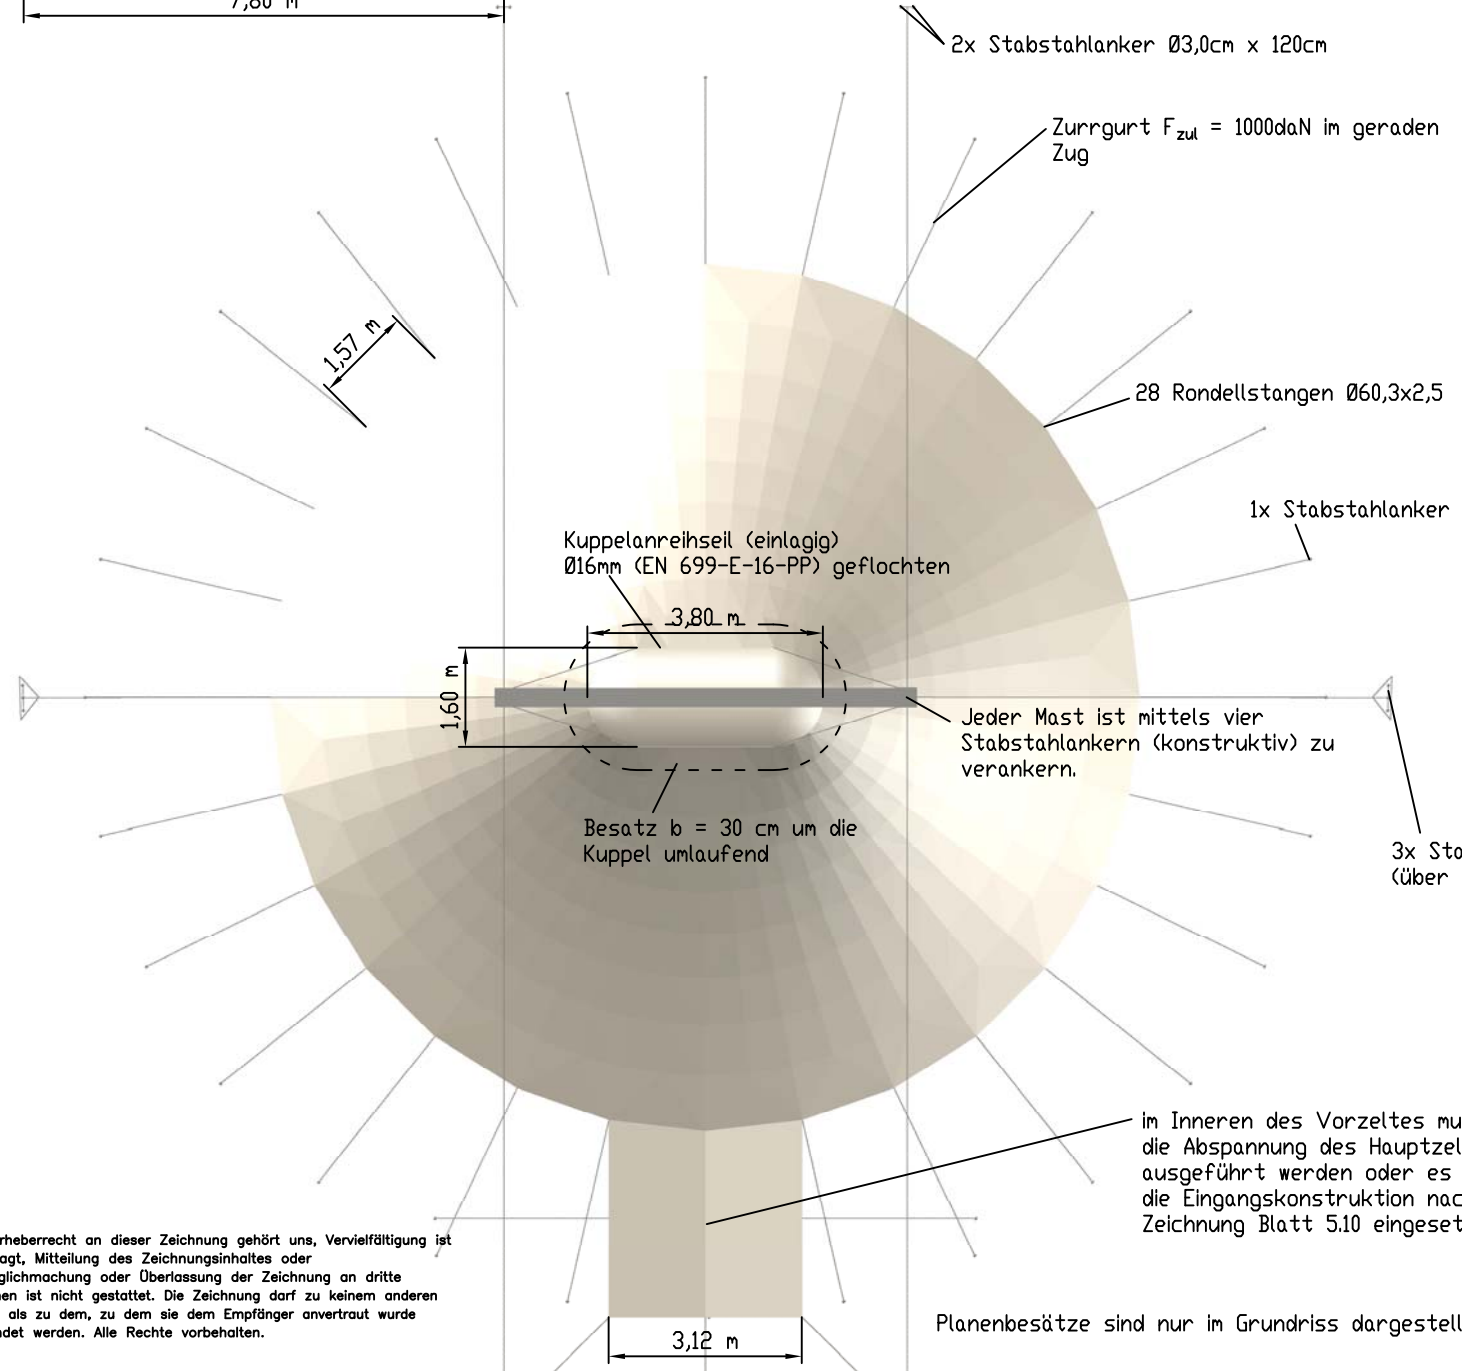 7,80 m
2x Stabstahlanker Ø3,0cm x 120cm
Zurrgurt Fzul = 1000daN im geraden
Zug
1,57 m
28 Rondellstangen Ø60,3x2,5
1x Stabstahlanker
Kuppelanreihseil (einlagig)
Ø16mm (EN 699-E-16-PP) geflochten
3,80 m
1,60 m
Jeder Mast ist mittels vier
Stabstahlankern (konstruktiv) zu
verankern.
Besatz b = 30 cm um die
Kuppel umlaufend
3x Sta
(über
im Inneren des Vorzeltes mu
die Abspannung des Hauptzel
ausgeführt werden oder es
die Eingangskonstruktion nac
Zeichnung Blatt 5.10 eingeset
rheberrecht an dieser Zeichnung gehört uns, Vervielfältigung ist
agt, Mitteilung des Zeichnungsinhaltes oder
glichmachung oder Überlassung der Zeichnung an dritte
nen ist nicht gestattet. Die Zeichnung darf zu keinem anderen
als zu dem, zu dem sie dem Empfänger anvertraut wurde
ndet werden. Alle Rechte vorbehalten.
Planenbesätze sind nur im Grundriss dargestell
3,12 m